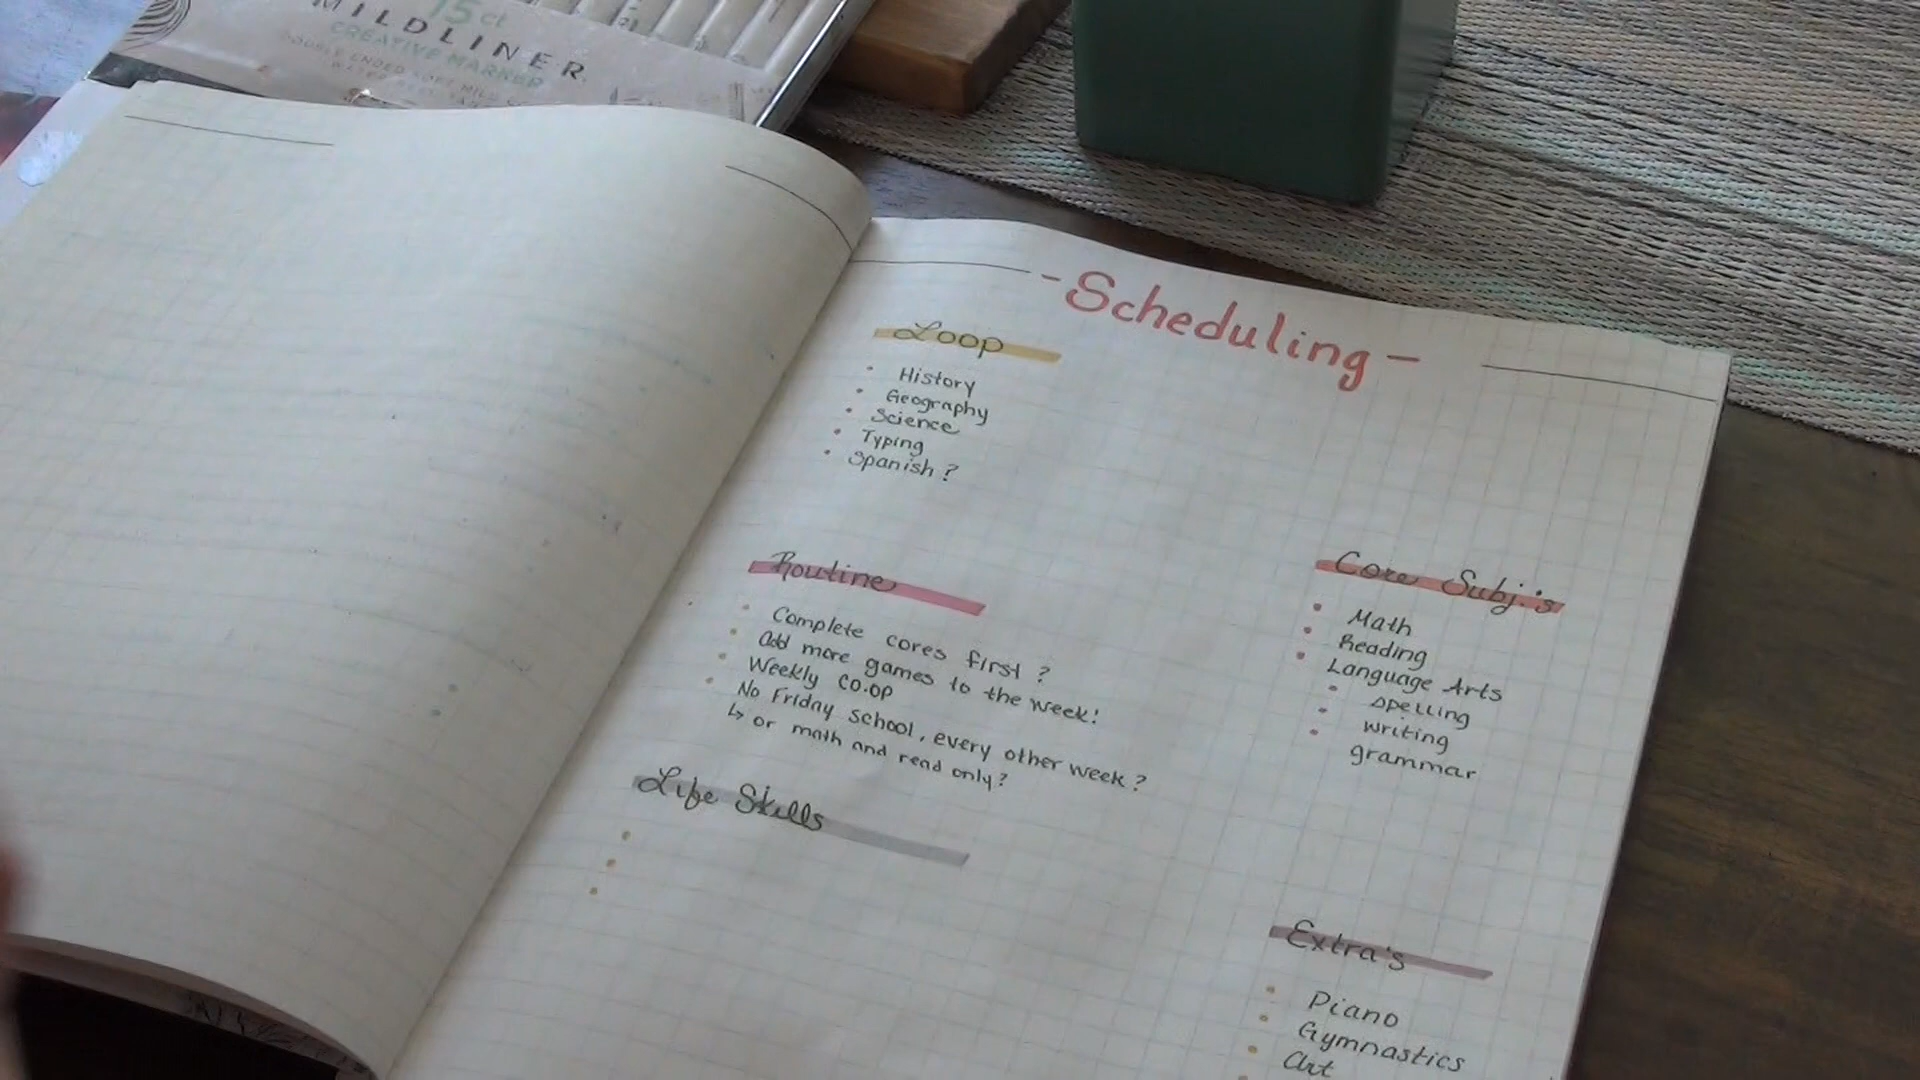 15 ct
MILDLINER
CREATIVE MARKER
-Scheduling-
Loop
History
Geography
Science
Typing
Spanish ?
Routine
Complete cores first ?
Add more games to the week!
Weekly CO-OP
No Friday School, every other week ?
↳ or math and read only?
Life Skills
Core Subj.'s
Math
Reading
Language Arts
spelling
writing
grammar
Extra's
Piano
Gymnastics
Art